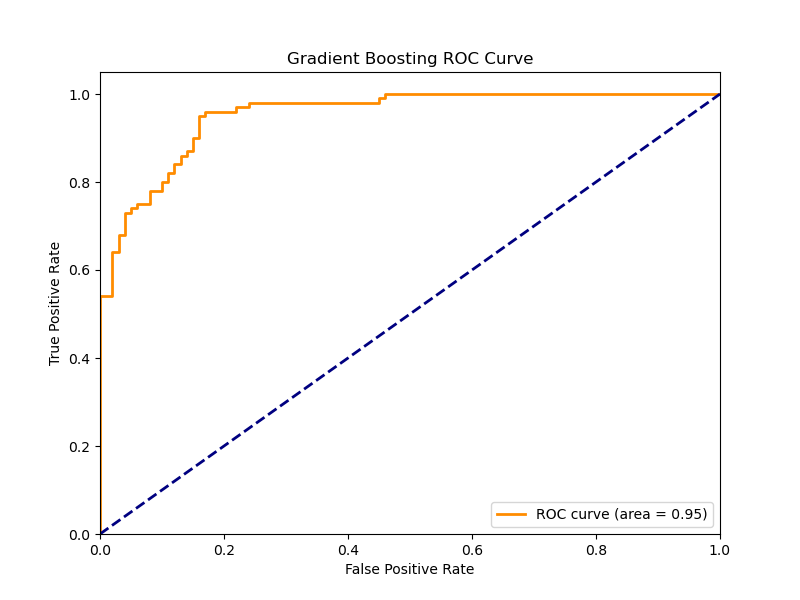 Gradient Boosting ROC Curve
1.0
0.8
0.6
0.4
0.2
0.0
True Positive Rate
ROC curve (area = 0.95)
0.0 0.2 0.4 0.6 0.8 1.0
False Positive Rate